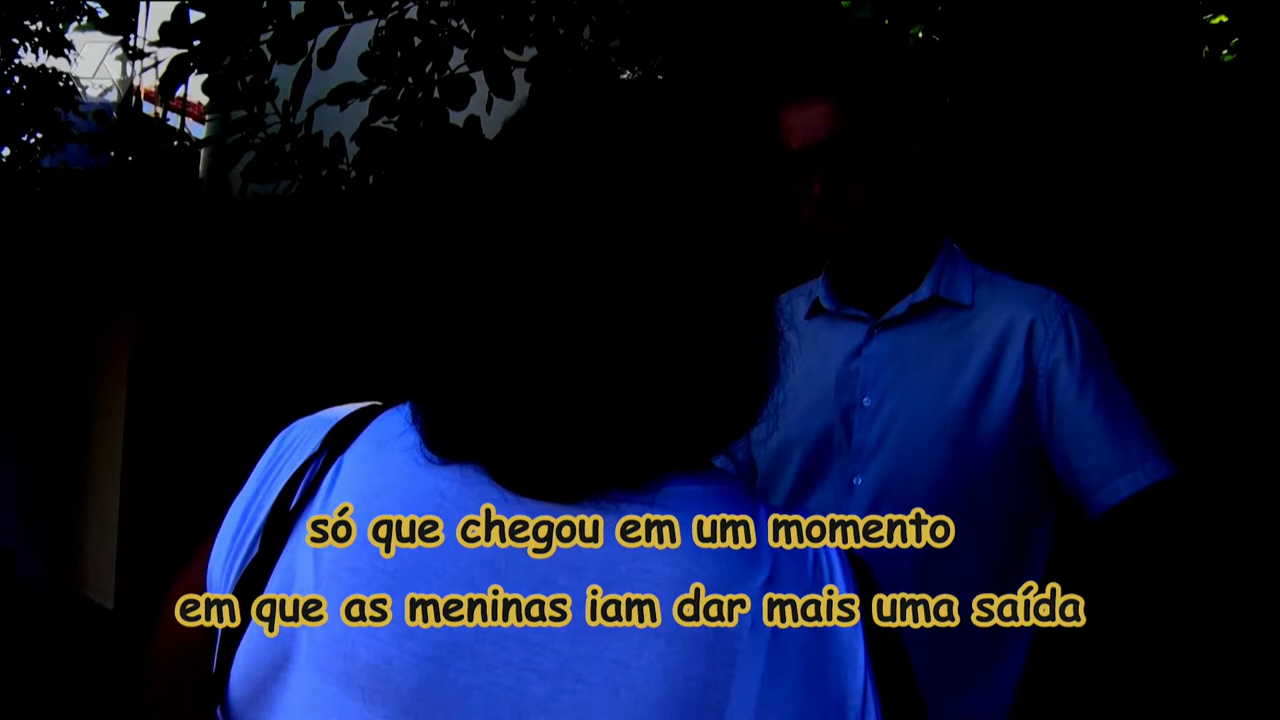 só que chegou em um momento
em que as meninas iam dar mais uma saída